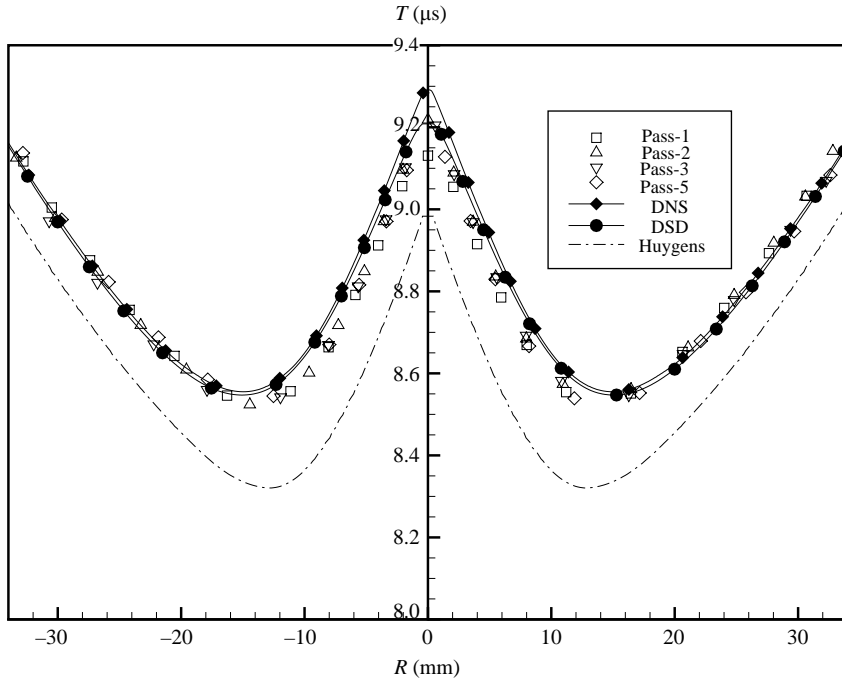 T (μs)
9.4
9.2
9.0
8.8
8.6
8.4
8.2
8.0
Pass-1
Pass-2
Pass-3
Pass-5
DNS
DSD
Huygens
−30 −20 −10 0 10 20 30
R (mm)